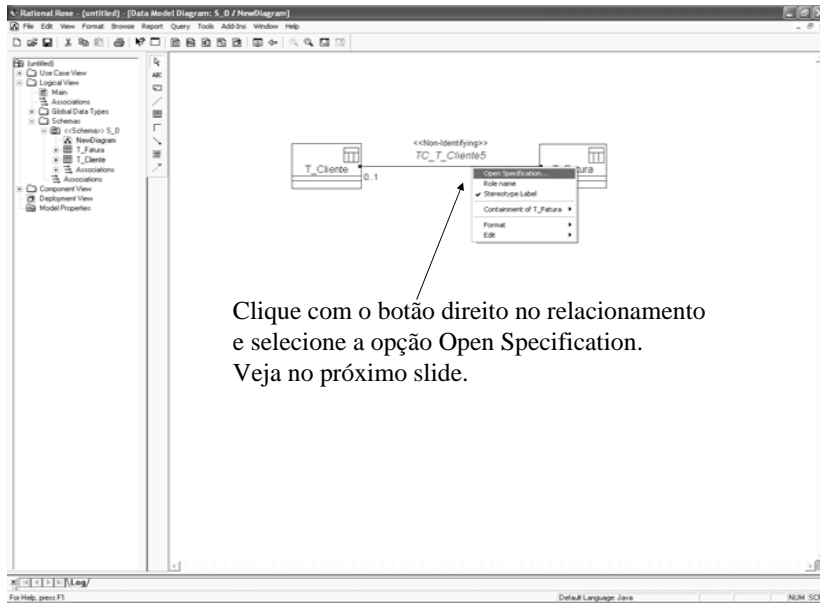 Rational Rose - (untitled) - [Data Model Diagram: S_0 / NewDiagram]
File Edit View Format Browse Report Query Tools Add-Ins Window Help
(untitled)
Use Case View
Logical View
Main
Associations
Global Data Types
Schemas
<<Schema>> S_0
NewDiagram
T_Fatura
T_Cliente
Associations
Associations
Component View
Deployment View
Model Properties
ABC
<<Non-Identifying>>
TC_T_Cliente5
T_Cliente
0..1
Open Specification...
Role name
Stereotype Label
Containment of T_Fatura
Format
Edit
Clique com o botão direito no relacionamento
e selecione a opção Open Specification.
Veja no próximo slide.
Log
For Help, press F1
Default Language: Java
NUM